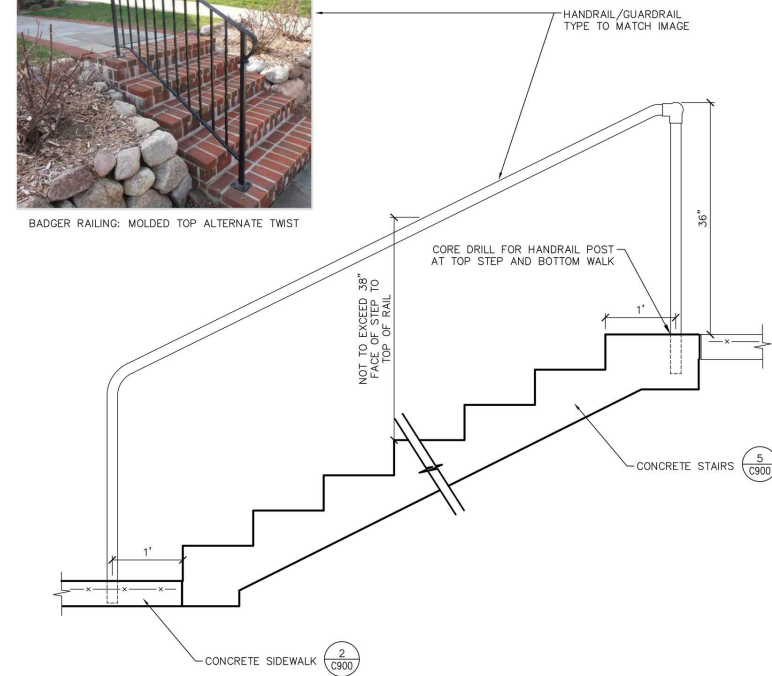 HANDRAIL/GUARDRAIL
TYPE TO MATCH IMAGE
BADGER RAILING: MOLDED TOP ALTERNATE TWIST
36"
CORE DRILL FOR HANDRAIL POST
AT TOP STEP AND BOTTOM WALK
1'
NOT TO EXCEED 38"
FACE OF STEP TO
TOP OF RAIL
CONCRETE STAIRS
5
C900
1'
CONCRETE SIDEWALK
2
C900